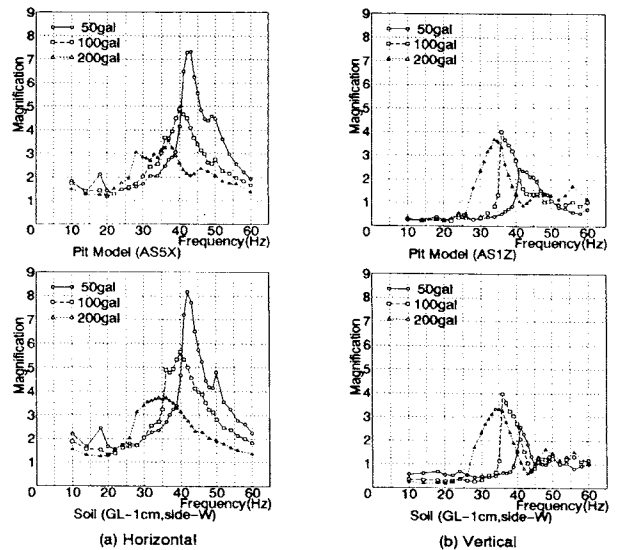 9
8
7
6
5
4
3
2
1
0
Magnification
50gal
100gal
200gal
10 20 30 40 50 60
Frequency(Hz)
Pit Model (AS5X)
9
8
7
6
5
4
3
2
1
0
Magnification
50gal
100gal
200gal
10 20 30 40 50 60
Frequency(Hz)
Pit Model (AS1Z)
9
8
7
6
5
4
3
2
1
0
Magnification
50gal
100gal
200gal
10 20 30 40 50 60
Frequency(Hz)
Soil (GL-1cm,side-W)
(a) Horizontal
9
8
7
6
5
4
3
2
1
0
Magnification
50gal
100gal
200gal
10 20 30 40 50 60
Frequency(Hz)
Soil (GL-1cm,side-W)
(b) Vertical